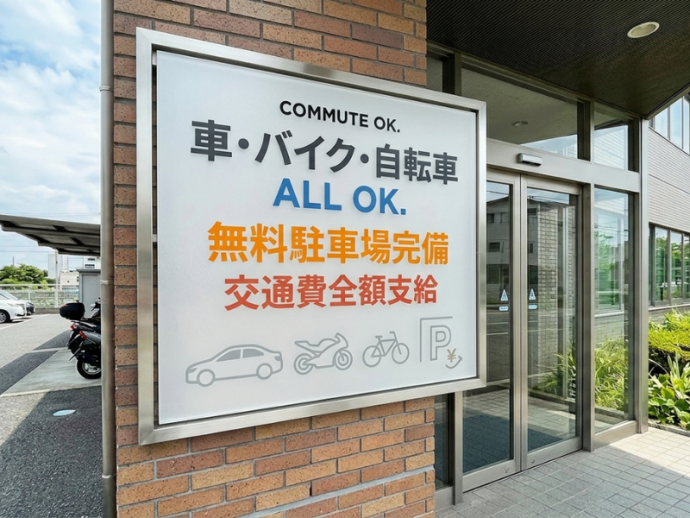 COMMUTE OK.
車・バイク・自転車
ALL OK.
無料駐車場完備
交通費全額支給
P
¥